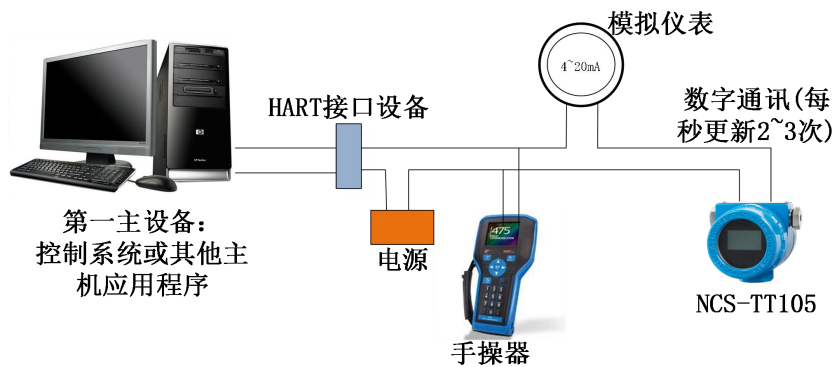 模拟仪表
4~20mA
HART接口设备
数字通讯(每
秒更新2~3次)
第一主设备:
控制系统或其他主
机应用程序
电源
475
手操器
NCS-TT105